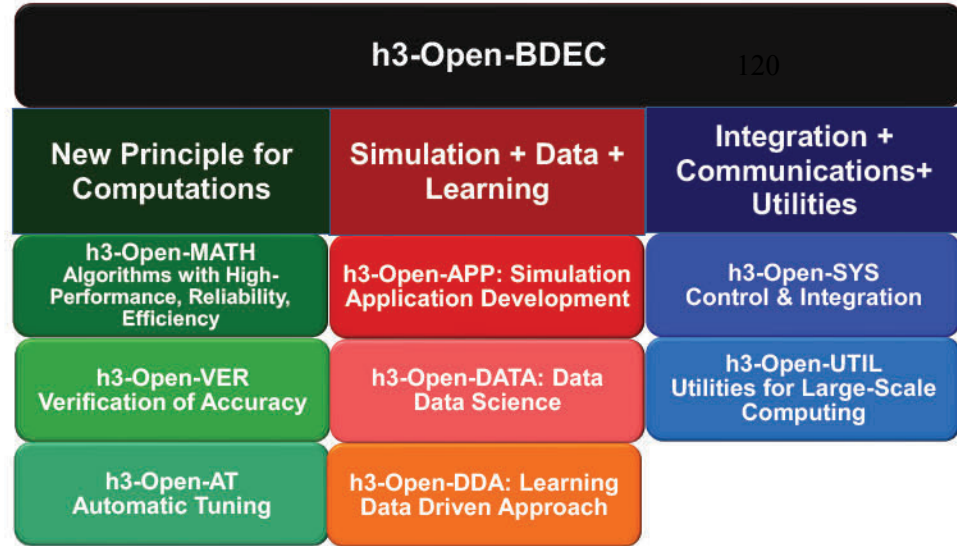 h3-Open-BDEC
120
New Principle for
Computations
Simulation + Data +
Learning
Integration +
Communications+
Utilities
h3-Open-MATH
Algorithms with High-
Performance, Reliability,
Efficiency
h3-Open-APP: Simulation
Application Development
h3-Open-SYS
Control & Integration
h3-Open-VER
Verification of Accuracy
h3-Open-DATA: Data
Data Science
h3-Open-UTIL
Utilities for Large-Scale
Computing
h3-Open-AT
Automatic Tuning
h3-Open-DDA: Learning
Data Driven Approach